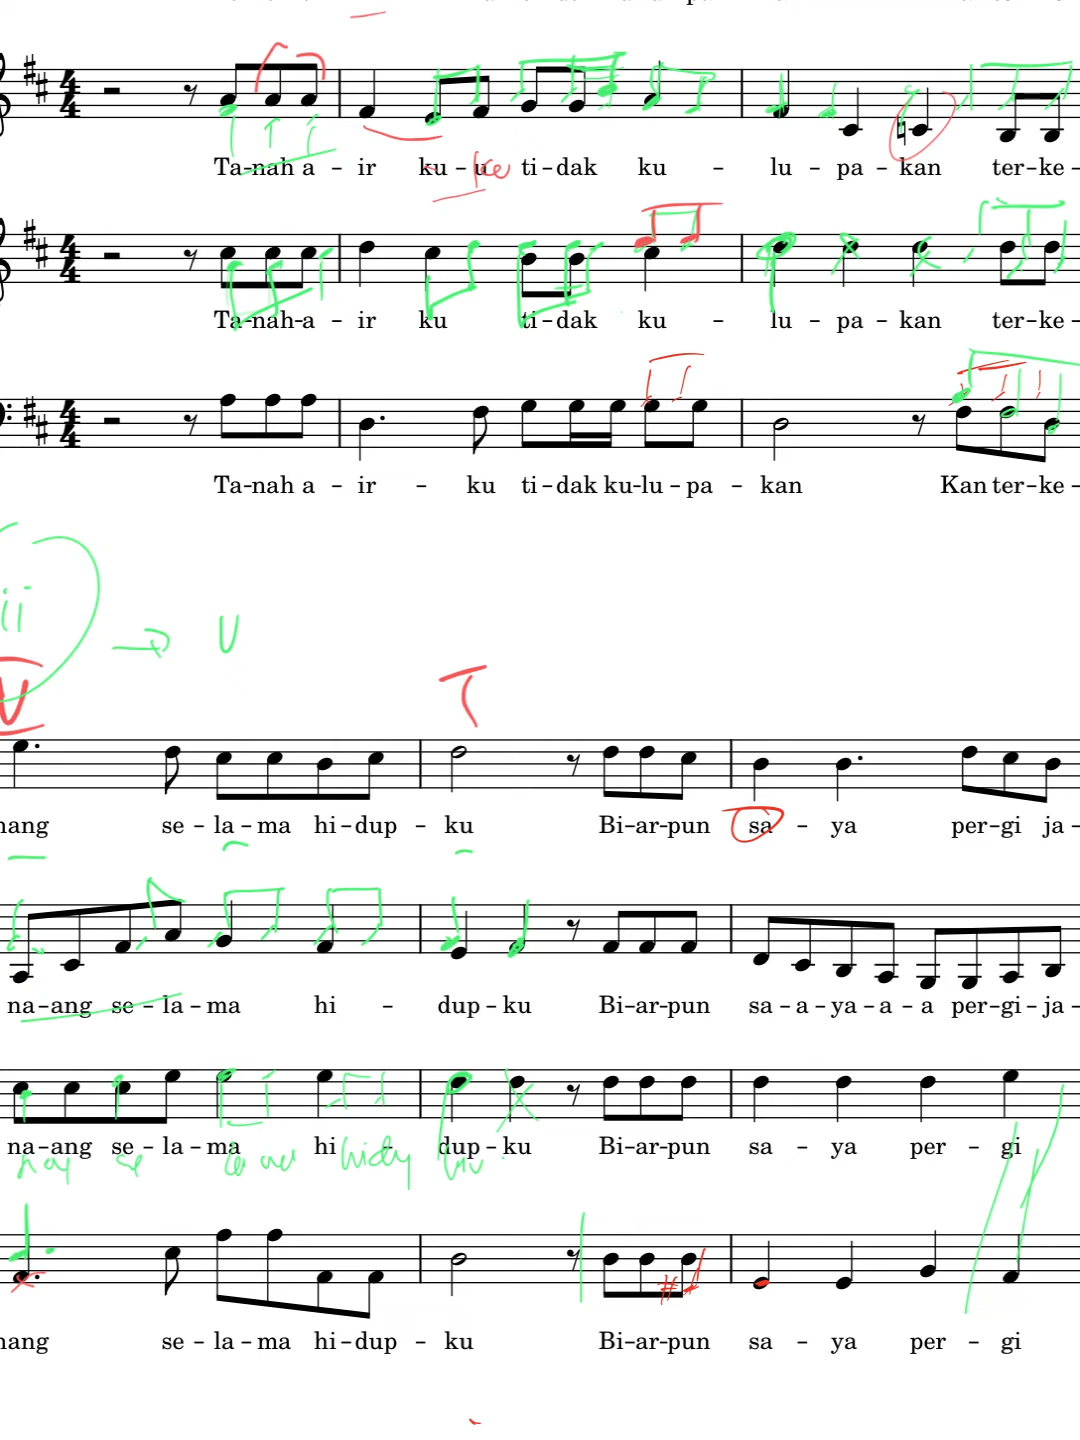 Ta-nah a - ir ku - u ti - dak ku - lu - pa - kan ter - ke -
ke
Ta-nah-a - ir ku ti - dak ku - lu - pa - kan ter - ke -
Ta-nah a - ir - ku ti - dak ku-lu - pa - kan Kan ter - ke -
ii → V
V T
nang se - la - ma hi - dup - ku Bi-ar-pun sa - ya per-gi ja -
na-ang se - la - ma hi - dup - ku Bi-ar-pun sa - a - ya - a - a per-gi-ja -
na-ang se - la - ma hi - dup - ku Bi-ar-pun sa - ya per - gi
nang se - la - ma hi - dup - ku Bi-ar-pun sa - ya per - gi